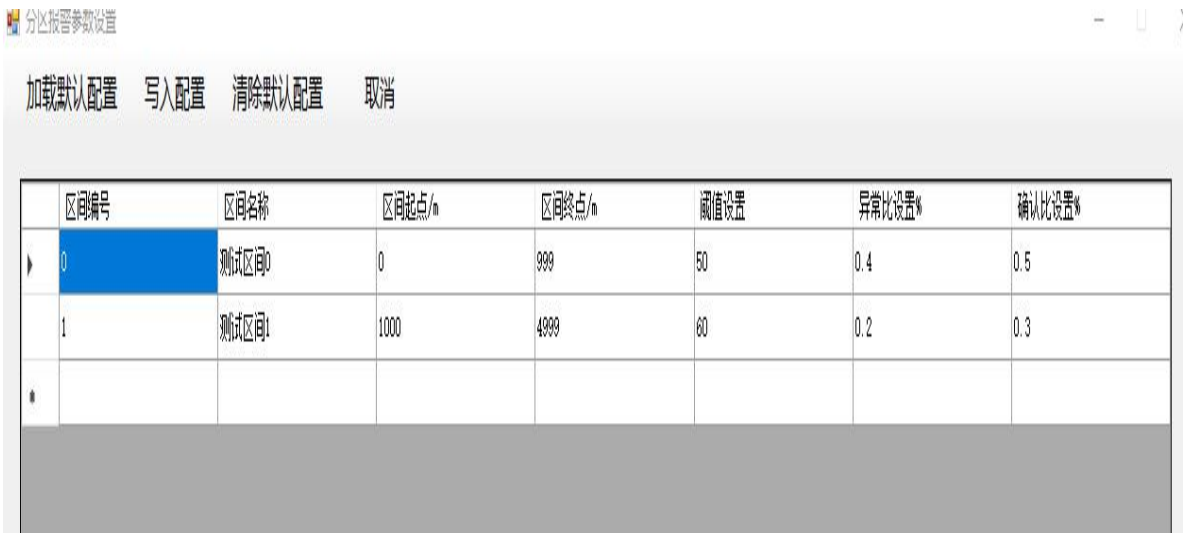 分区报警参数设置
加载默认配置 写入配置 清除默认配置 取消
区间编号 区间名称 区间起点/m 区间终点/m 阈值设置 异常比设置% 确认比设置%
0 测试区间0 0 999 50 0.4 0.5
1 测试区间1 1000 4999 60 0.2 0.3